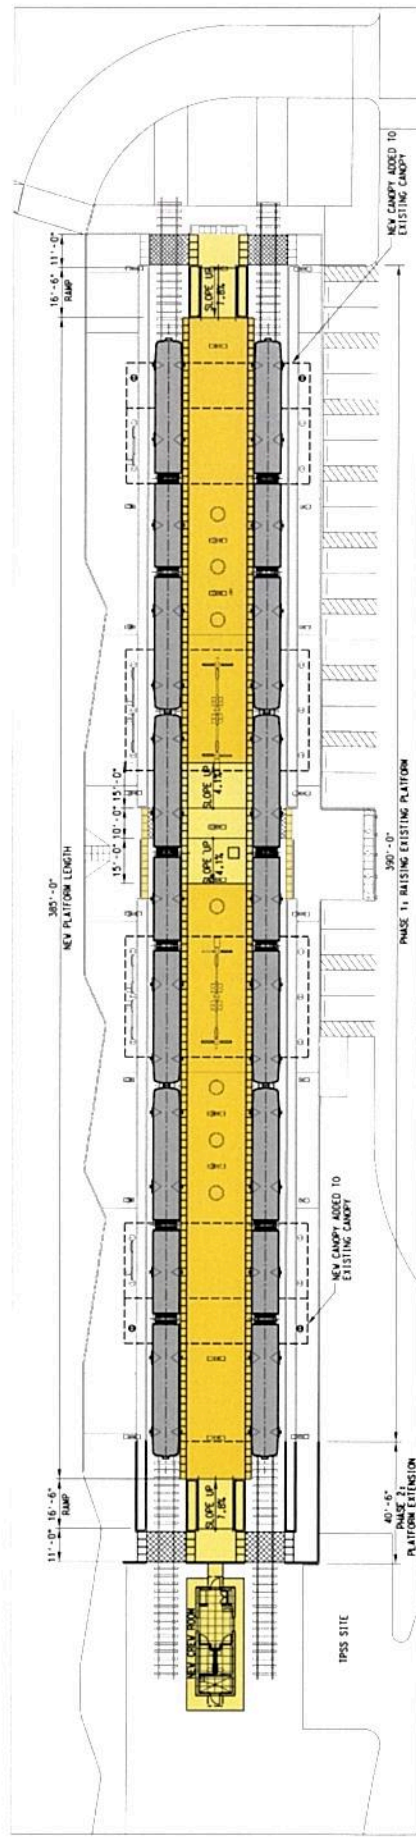 11'-0"
16'-6"
RAMP
SLOPE UP
7.8%
NEW CANOPY ADDED TO
EXISTING CANOPY
385'-0"
NEW PLATFORM LENGTH
15'-0"
10'-0"
15'-0"
SLOPE UP
4.1%
SLOPE UP
4.1%
390'-0"
PHASE 1: RAISING EXISTING PLATFORM
NEW CANOPY ADDED TO
EXISTING CANOPY
16'-6"
RAMP
11'-0"
SLOPE UP
7.8%
40'-6"
PHASE 2:
PLATFORM EXTENSION
NEW CREW ROOM
TPSS SITE